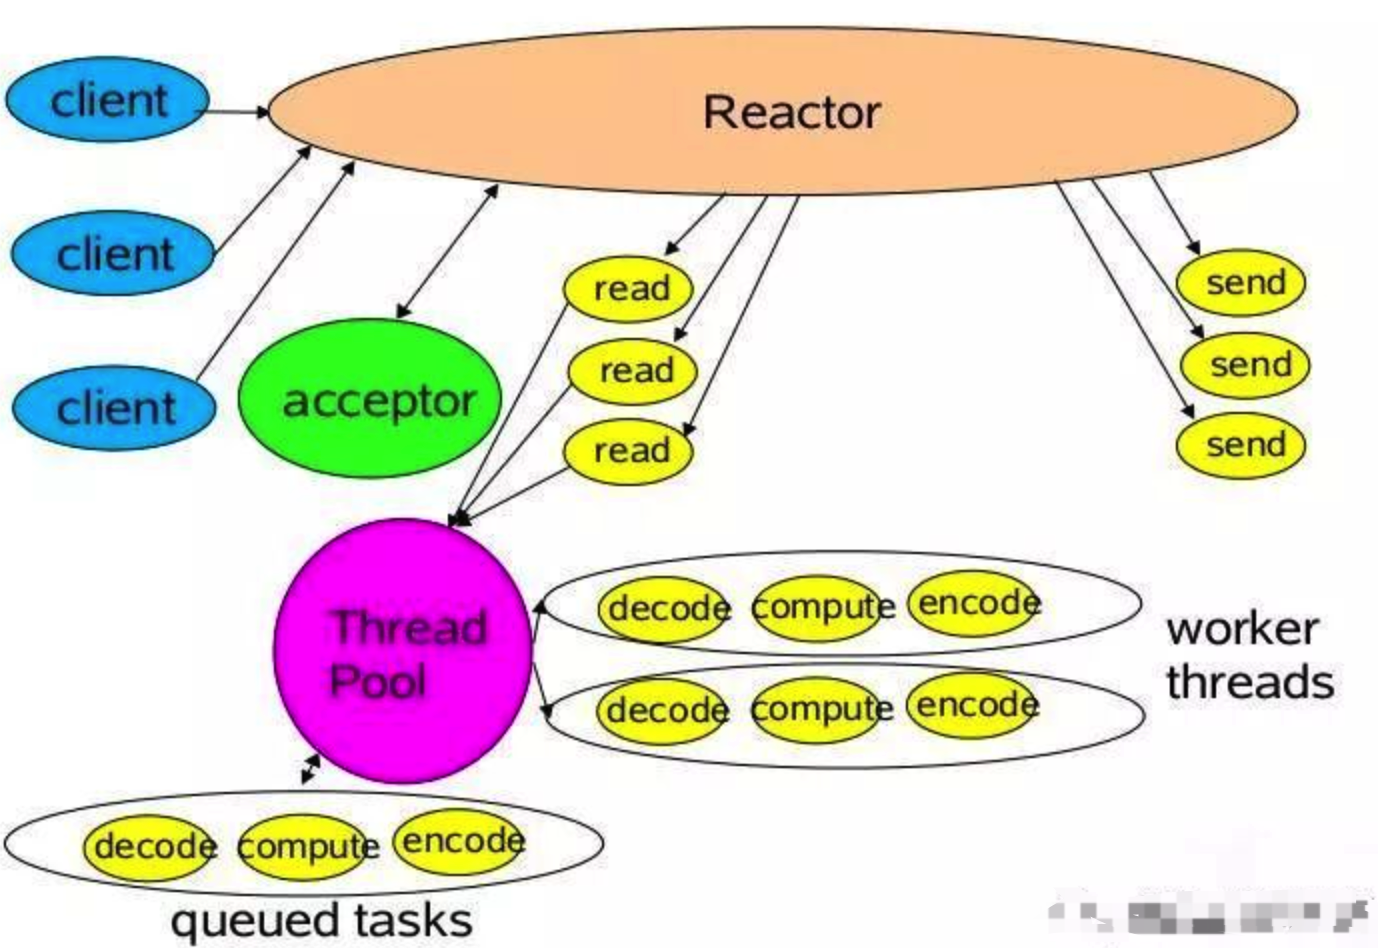 client
Reactor
client
client
acceptor
read
read
read
send
send
send
Thread
Pool
decode compute encode
decode compute encode
worker
threads
decode compute encode
queued tasks